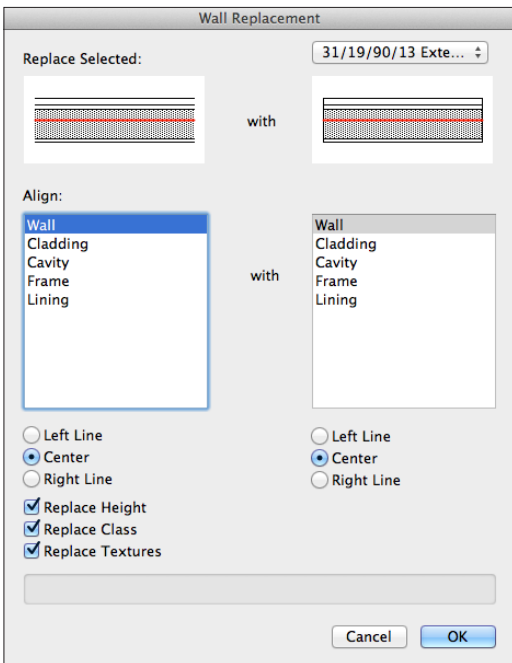 Wall Replacement
Replace Selected:
31/19/90/13 Exte...
with
Align:
Wall
Cladding
Cavity
Frame
Lining
with
Wall
Cladding
Cavity
Frame
Lining
Left Line
Center
Right Line
Left Line
Center
Right Line
Replace Height
Replace Class
Replace Textures
Cancel
OK